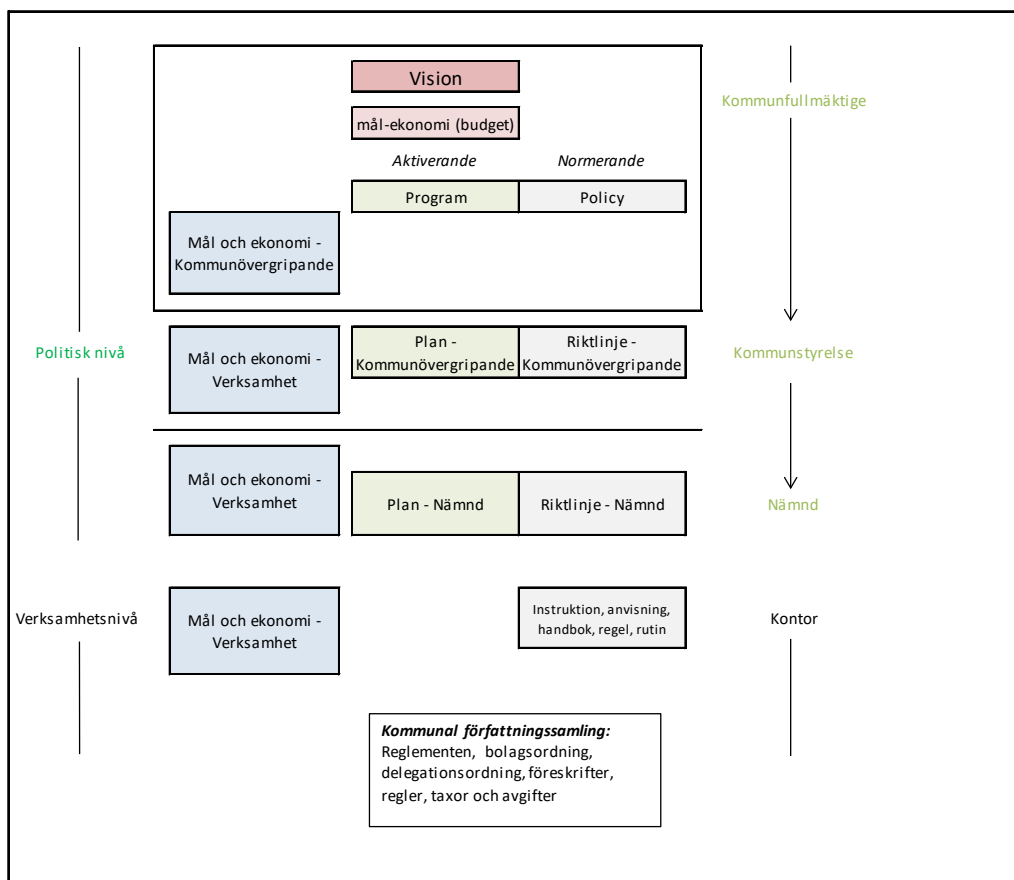 Vision
Kommunfullmäktige
mål-ekonomi (budget)
Aktiverande
Normerande
Program
Policy
Mål och ekonomi -
Kommunövergripande
Politisk nivå
Mål och ekonomi -
Verksamhet
Plan -
Kommunövergripande
Riktlinje -
Kommunövergripande
Kommunstyrelse
Mål och ekonomi -
Verksamhet
Plan - Nämnd
Riktlinje - Nämnd
Nämnd
Verksamhetsnivå
Mål och ekonomi -
Verksamhet
Instruktion, anvisning,
handbok, regel, rutin
Kontor
Kommunal författningssamling:
Reglementen, bolagsordning,
delegationsordning, föreskrifter,
regler, taxor och avgifter